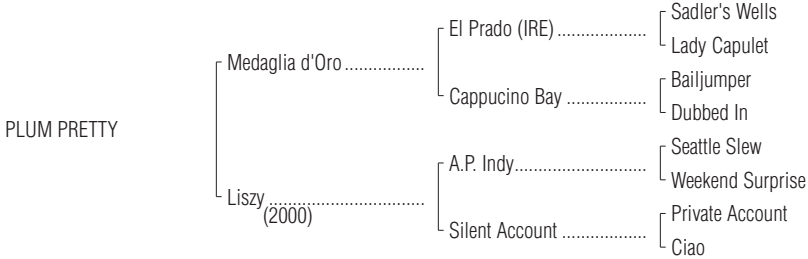 Sadler's Wells
El Prado (IRE) ...................
Lady Capulet
Medaglia d'Oro .................
Bailjumper
Cappucino Bay .................
Dubbed In
PLUM PRETTY
Seattle Slew
A.P. Indy............................
Weekend Surprise
Liszy .................................
(2000)
Private Account
Silent Account ..................
Ciao